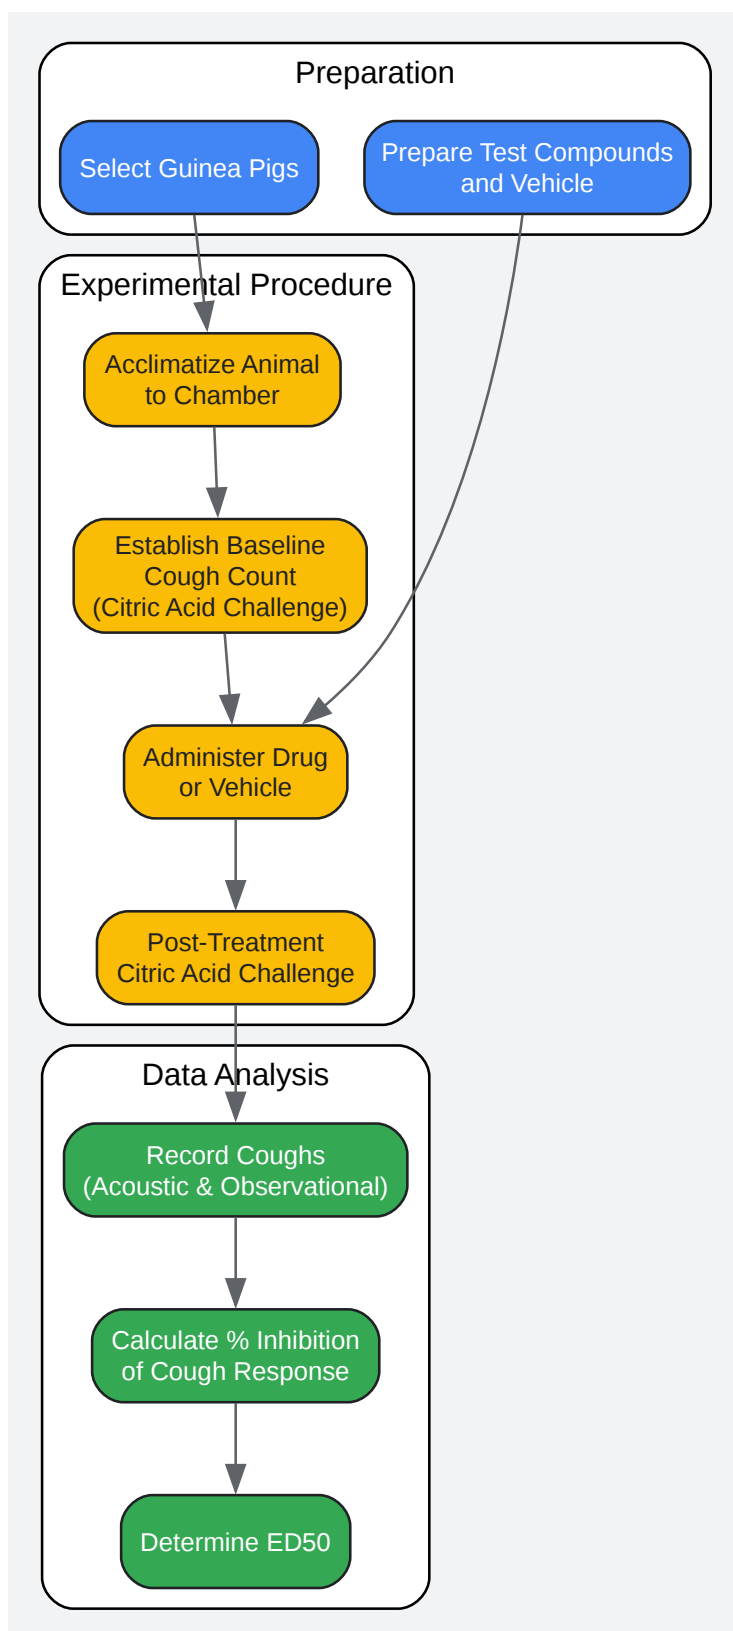 Preparation
Select Guinea Pigs
Prepare Test Compounds
and Vehicle
Experimental Procedure
Acclimatize Animal
to Chamber
Establish Baseline
Cough Count
(Citric Acid Challenge)
Administer Drug
or Vehicle
Post-Treatment
Citric Acid Challenge
Data Analysis
Record Coughs
(Acoustic & Observational)
Calculate % Inhibition
of Cough Response
Determine ED50